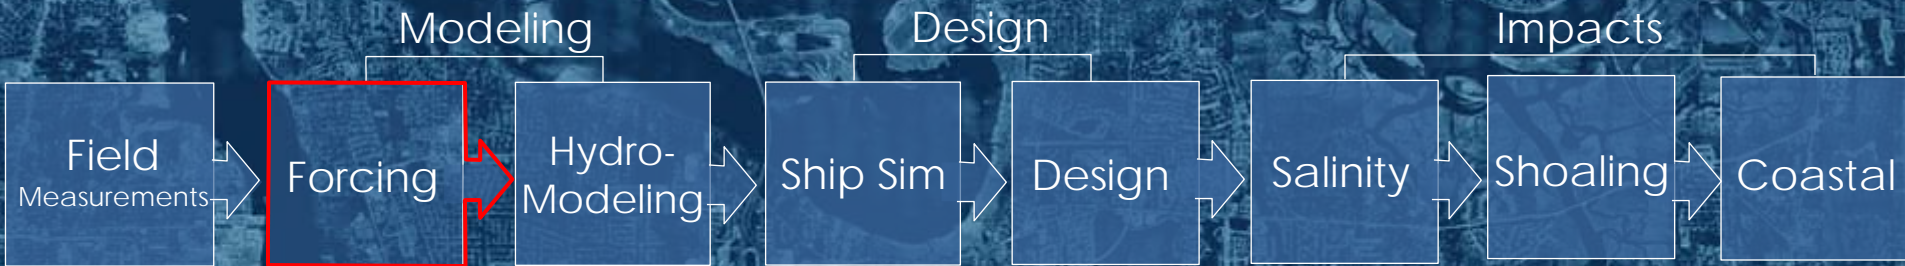 Modeling
Design
Impacts
Field
Measurements
Forcing
Hydro-
Modeling
Ship Sim
Design
Salinity
Shoaling
Coastal